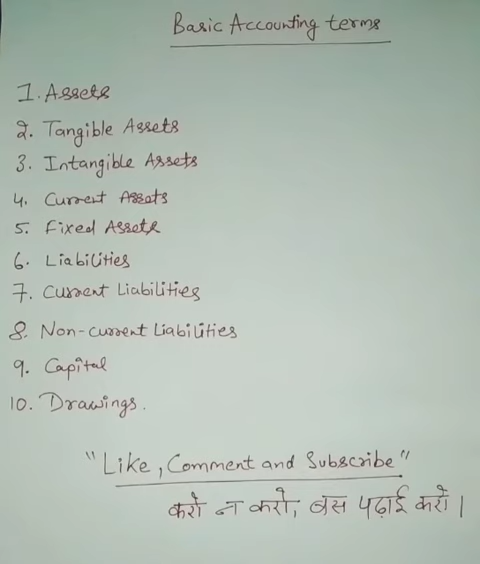 Basic Accounting terms
1. Assets
2. Tangible Assets
3. Intangible Assets
4. Current Assets
5. Fixed Assets
6. Liabilities
7. Current Liabilities
8. Non-current Liabilities
9. Capital
10. Drawings.
"Like, Comment and Subscribe"
करो न करो, बस पढ़ाई करो।